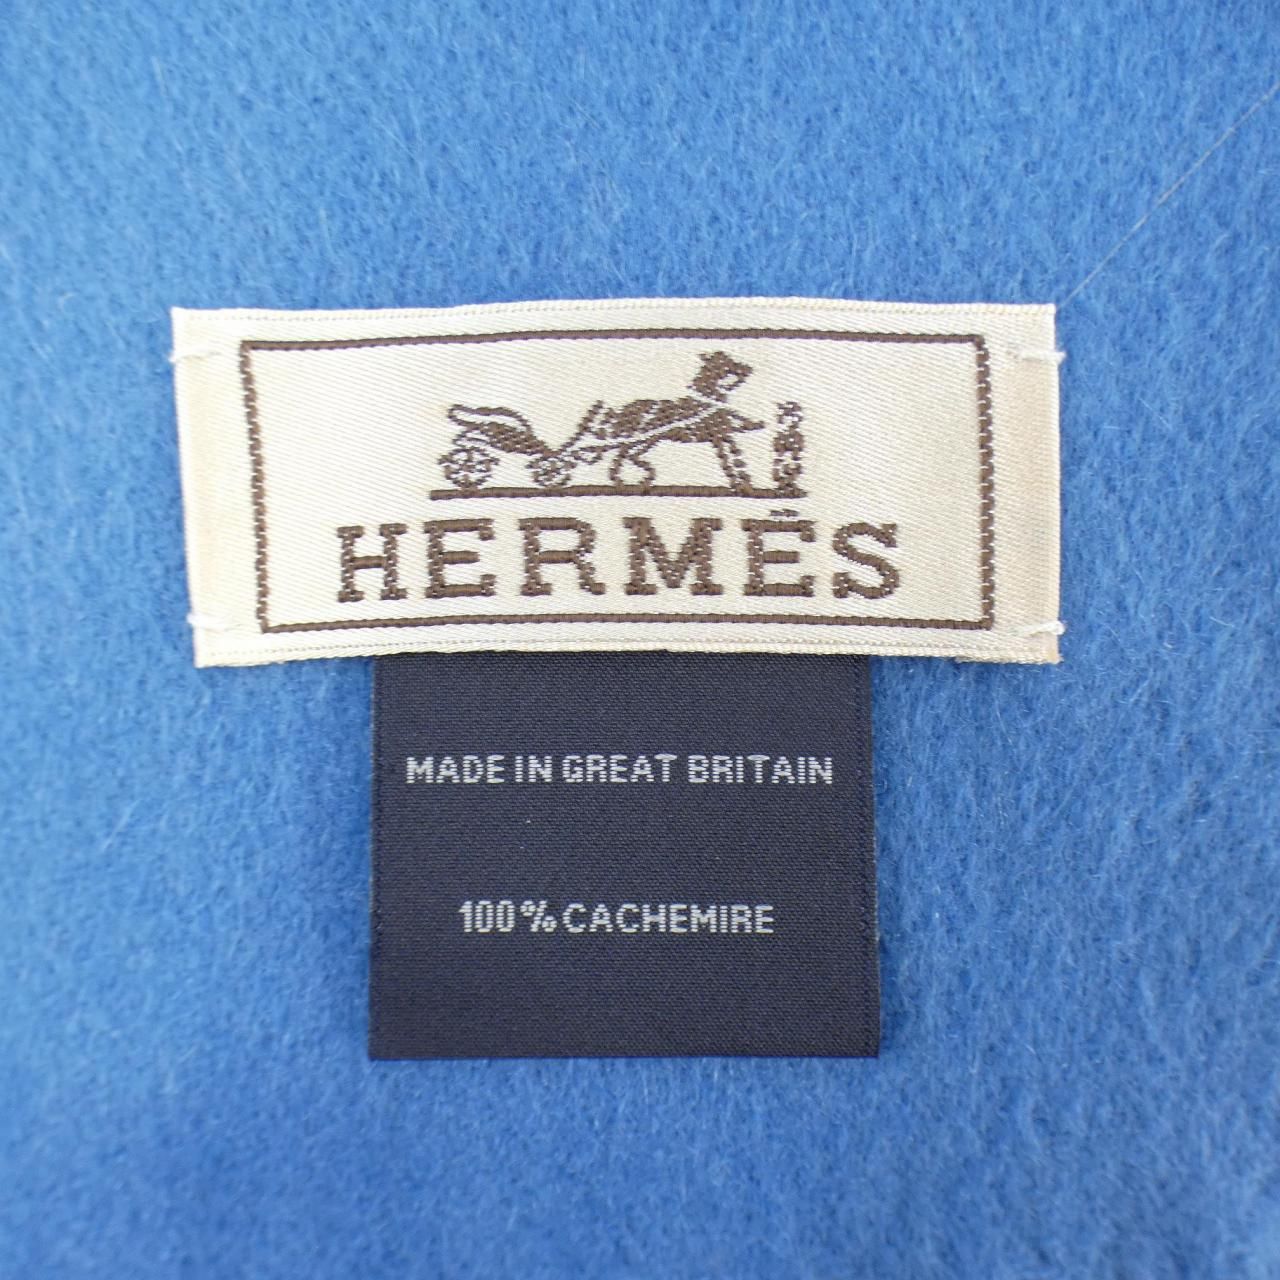 HERMÈS
MADE IN GREAT BRITAIN
100% CACHEMIRE